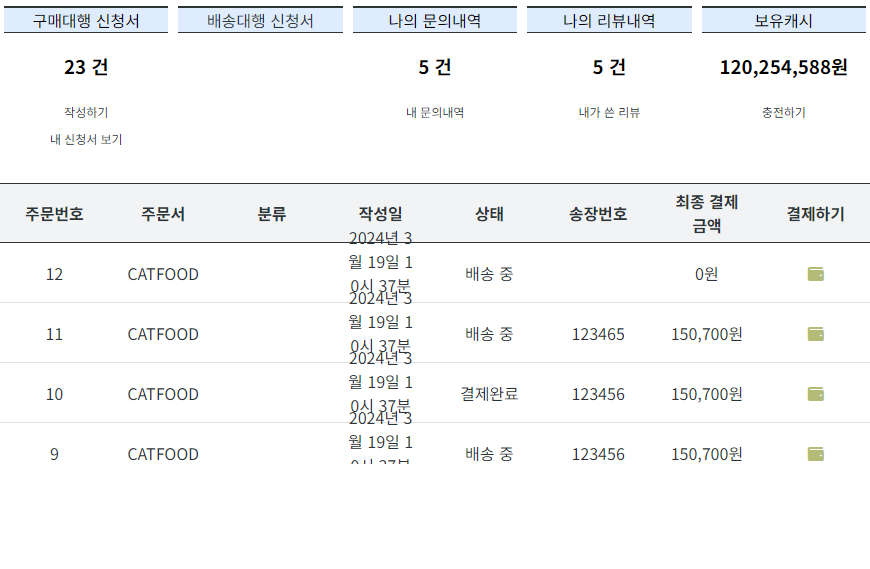 구매대행 신청서 배송대행 신청서 나의 문의내역 나의 리뷰내역 보유캐시
23 건 5 건 5 건 120,254,588원
작성하기 내 문의내역 내가 쓴 리뷰 충전하기
내 신청서 보기
주문번호 주문서 분류 작성일 상태 송장번호 최종 결제 금액 결제하기
2024년 3
월 19일 1
0시 37분
12 CATFOOD 배송 중 0원
2024년 3
월 19일 1
0시 37분
11 CATFOOD 배송 중 123465 150,700원
2024년 3
월 19일 1
0시 37분
10 CATFOOD 결제완료 123456 150,700원
2024년 3
월 19일 1
0시 37분
9 CATFOOD 배송 중 123456 150,700원